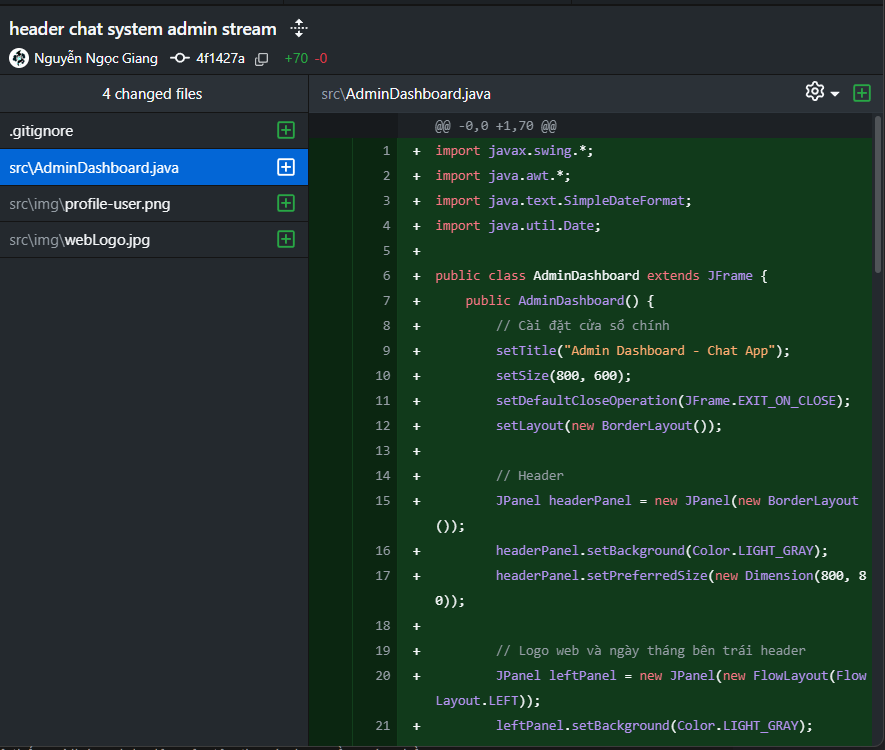 header chat system admin stream
Nguyễn Ngọc Giang 4f1427a +70 -0
4 changed files
.gitignore
src\AdminDashboard.java
src\img\profile-user.png
src\img\webLogo.jpg
src\AdminDashboard.java
@@ -0,0 +1,70 @@
1 + import javax.swing.*;
2 + import java.awt.*;
3 + import java.text.SimpleDateFormat;
4 + import java.util.Date;
5 +
6 + public class AdminDashboard extends JFrame {
7 + public AdminDashboard() {
8 + // Cài đặt cửa sổ chính
9 + setTitle("Admin Dashboard - Chat App");
10 + setSize(800, 600);
11 + setDefaultCloseOperation(JFrame.EXIT_ON_CLOSE);
12 + setLayout(new BorderLayout());
13 +
14 + // Header
15 + JPanel headerPanel = new JPanel(new BorderLayout
());
16 + headerPanel.setBackground(Color.LIGHT_GRAY);
17 + headerPanel.setPreferredSize(new Dimension(800, 8
0));
18 +
19 + // Logo web và ngày tháng bên trái header
20 + JPanel leftPanel = new JPanel(new FlowLayout(Flow
Layout.LEFT));
21 + leftPanel.setBackground(Color.LIGHT_GRAY);